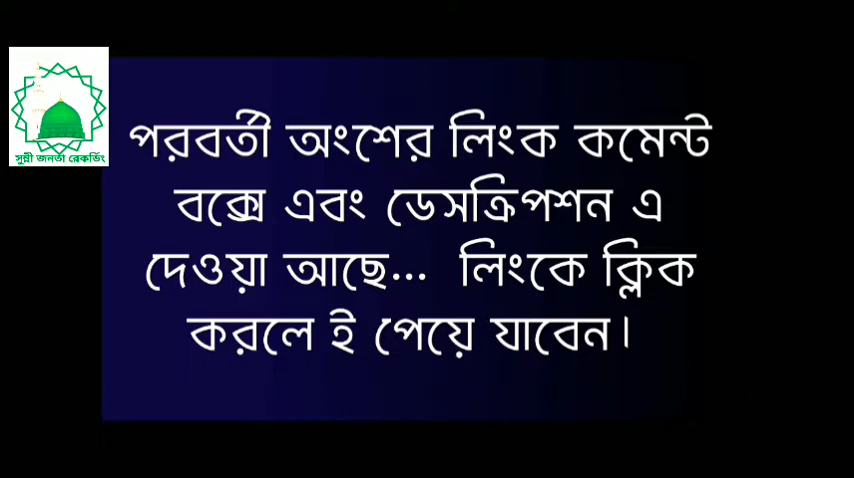 সুন্নী জনতা রেকর্ডিং
পরবর্তী অংশের লিংক কমেন্ট
বক্সে এবং ডেসক্রিপশন এ
দেওয়া আছে... লিংকে ক্লিক
করলে ই পেয়ে যাবেন।